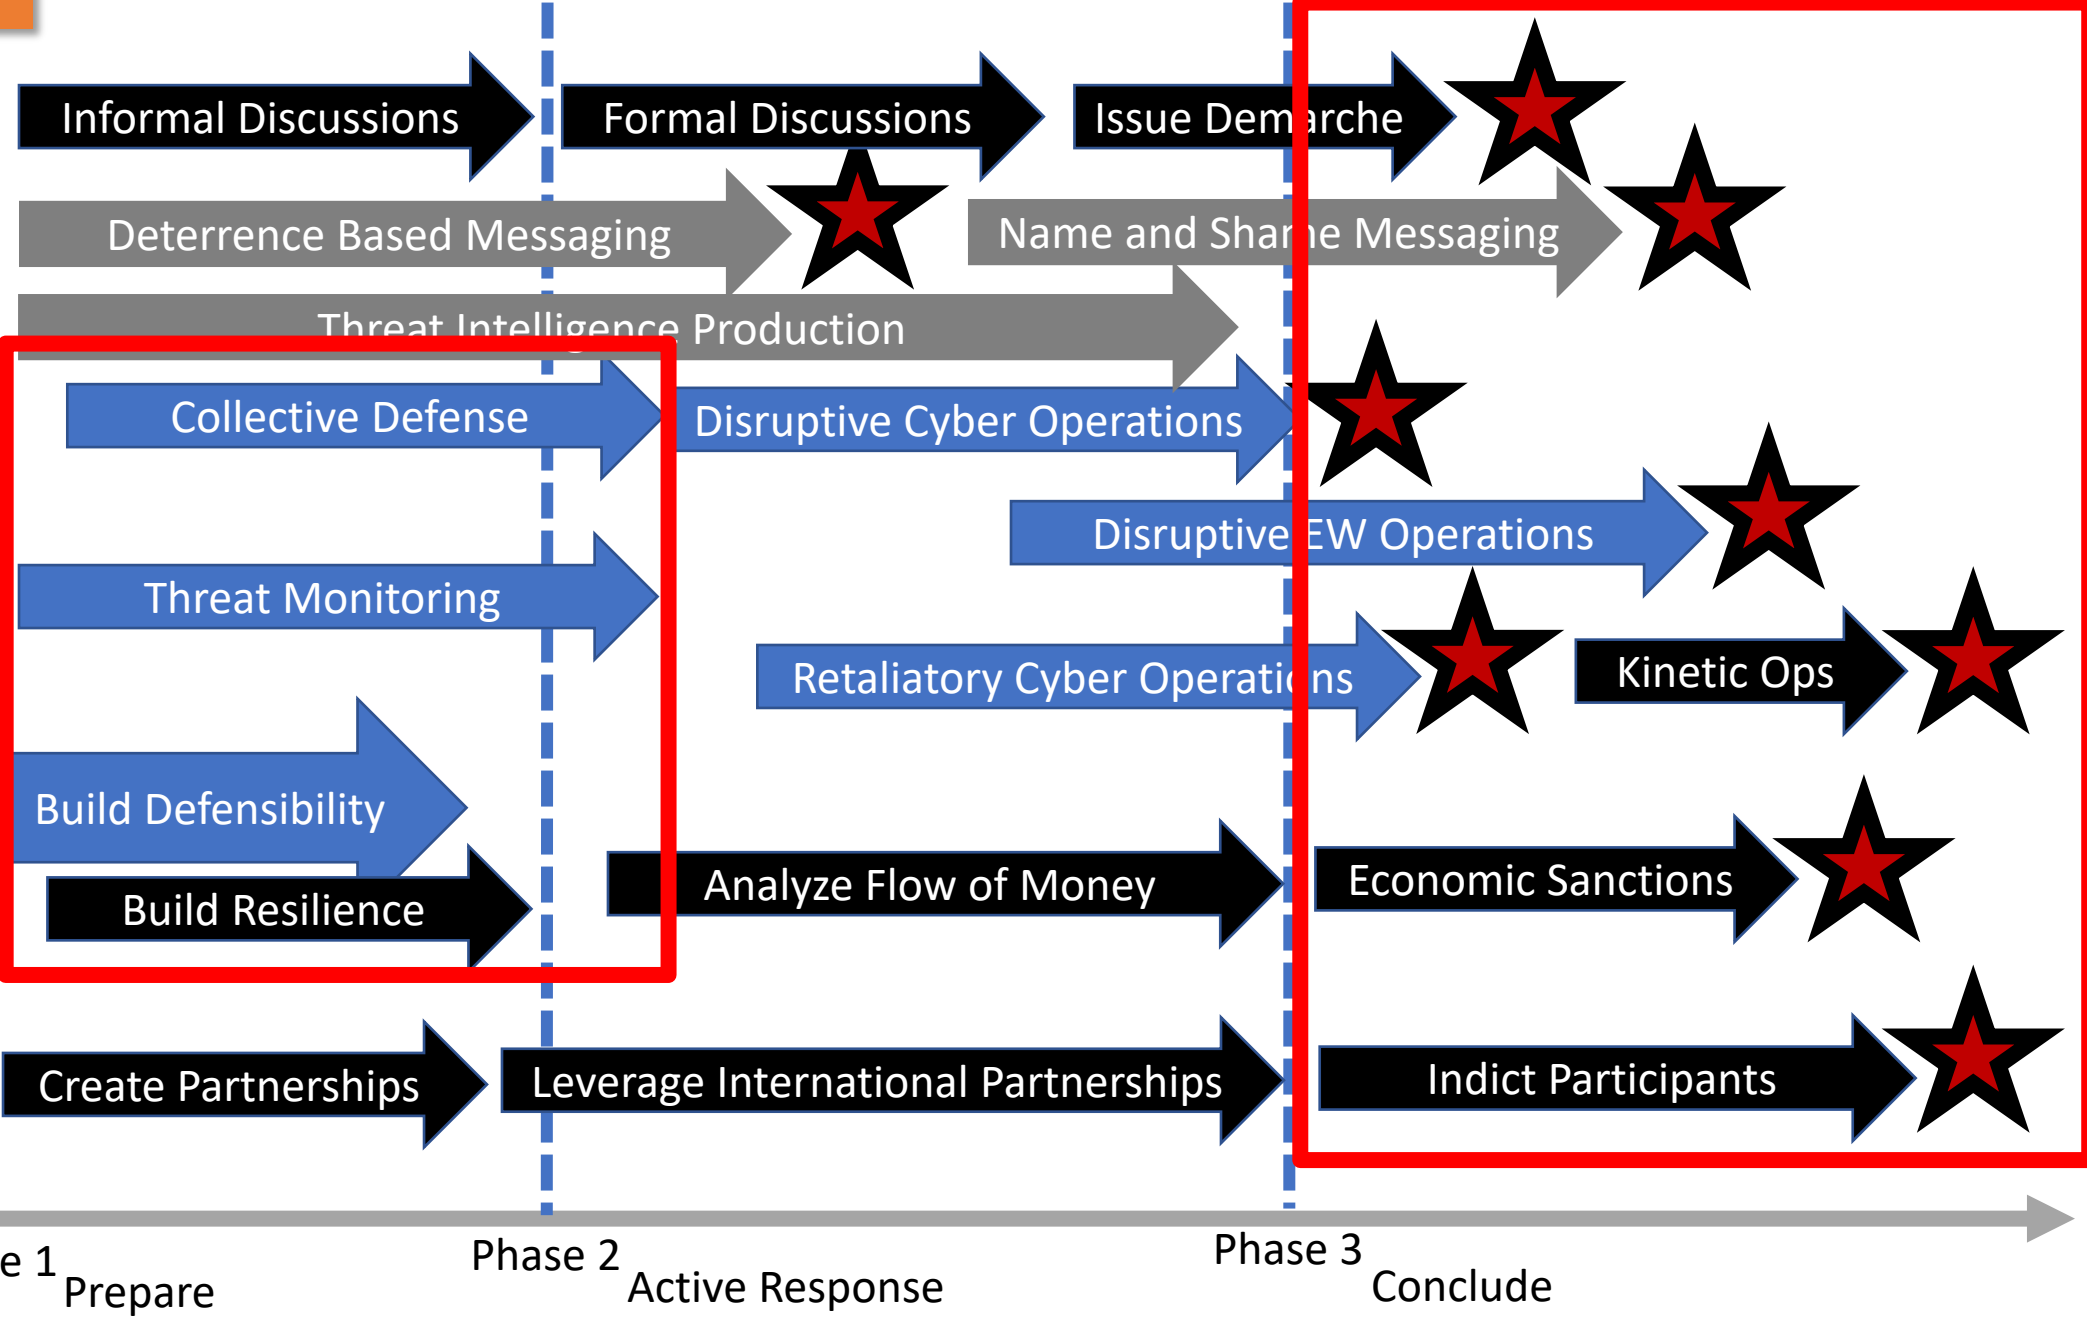 Informal Discussions
Formal Discussions
Issue Demarche
Deterrence Based Messaging
Name and Shame Messaging
Threat Intelligence Production
Collective Defense
Disruptive Cyber Operations
Disruptive EW Operations
Threat Monitoring
Retaliatory Cyber Operations
Kinetic Ops
Build Defensibility
Analyze Flow of Money
Economic Sanctions
Build Resilience
Create Partnerships
Leverage International Partnerships
Indict Participants
e 1
Prepare
Phase 2
Active Response
Phase 3
Conclude